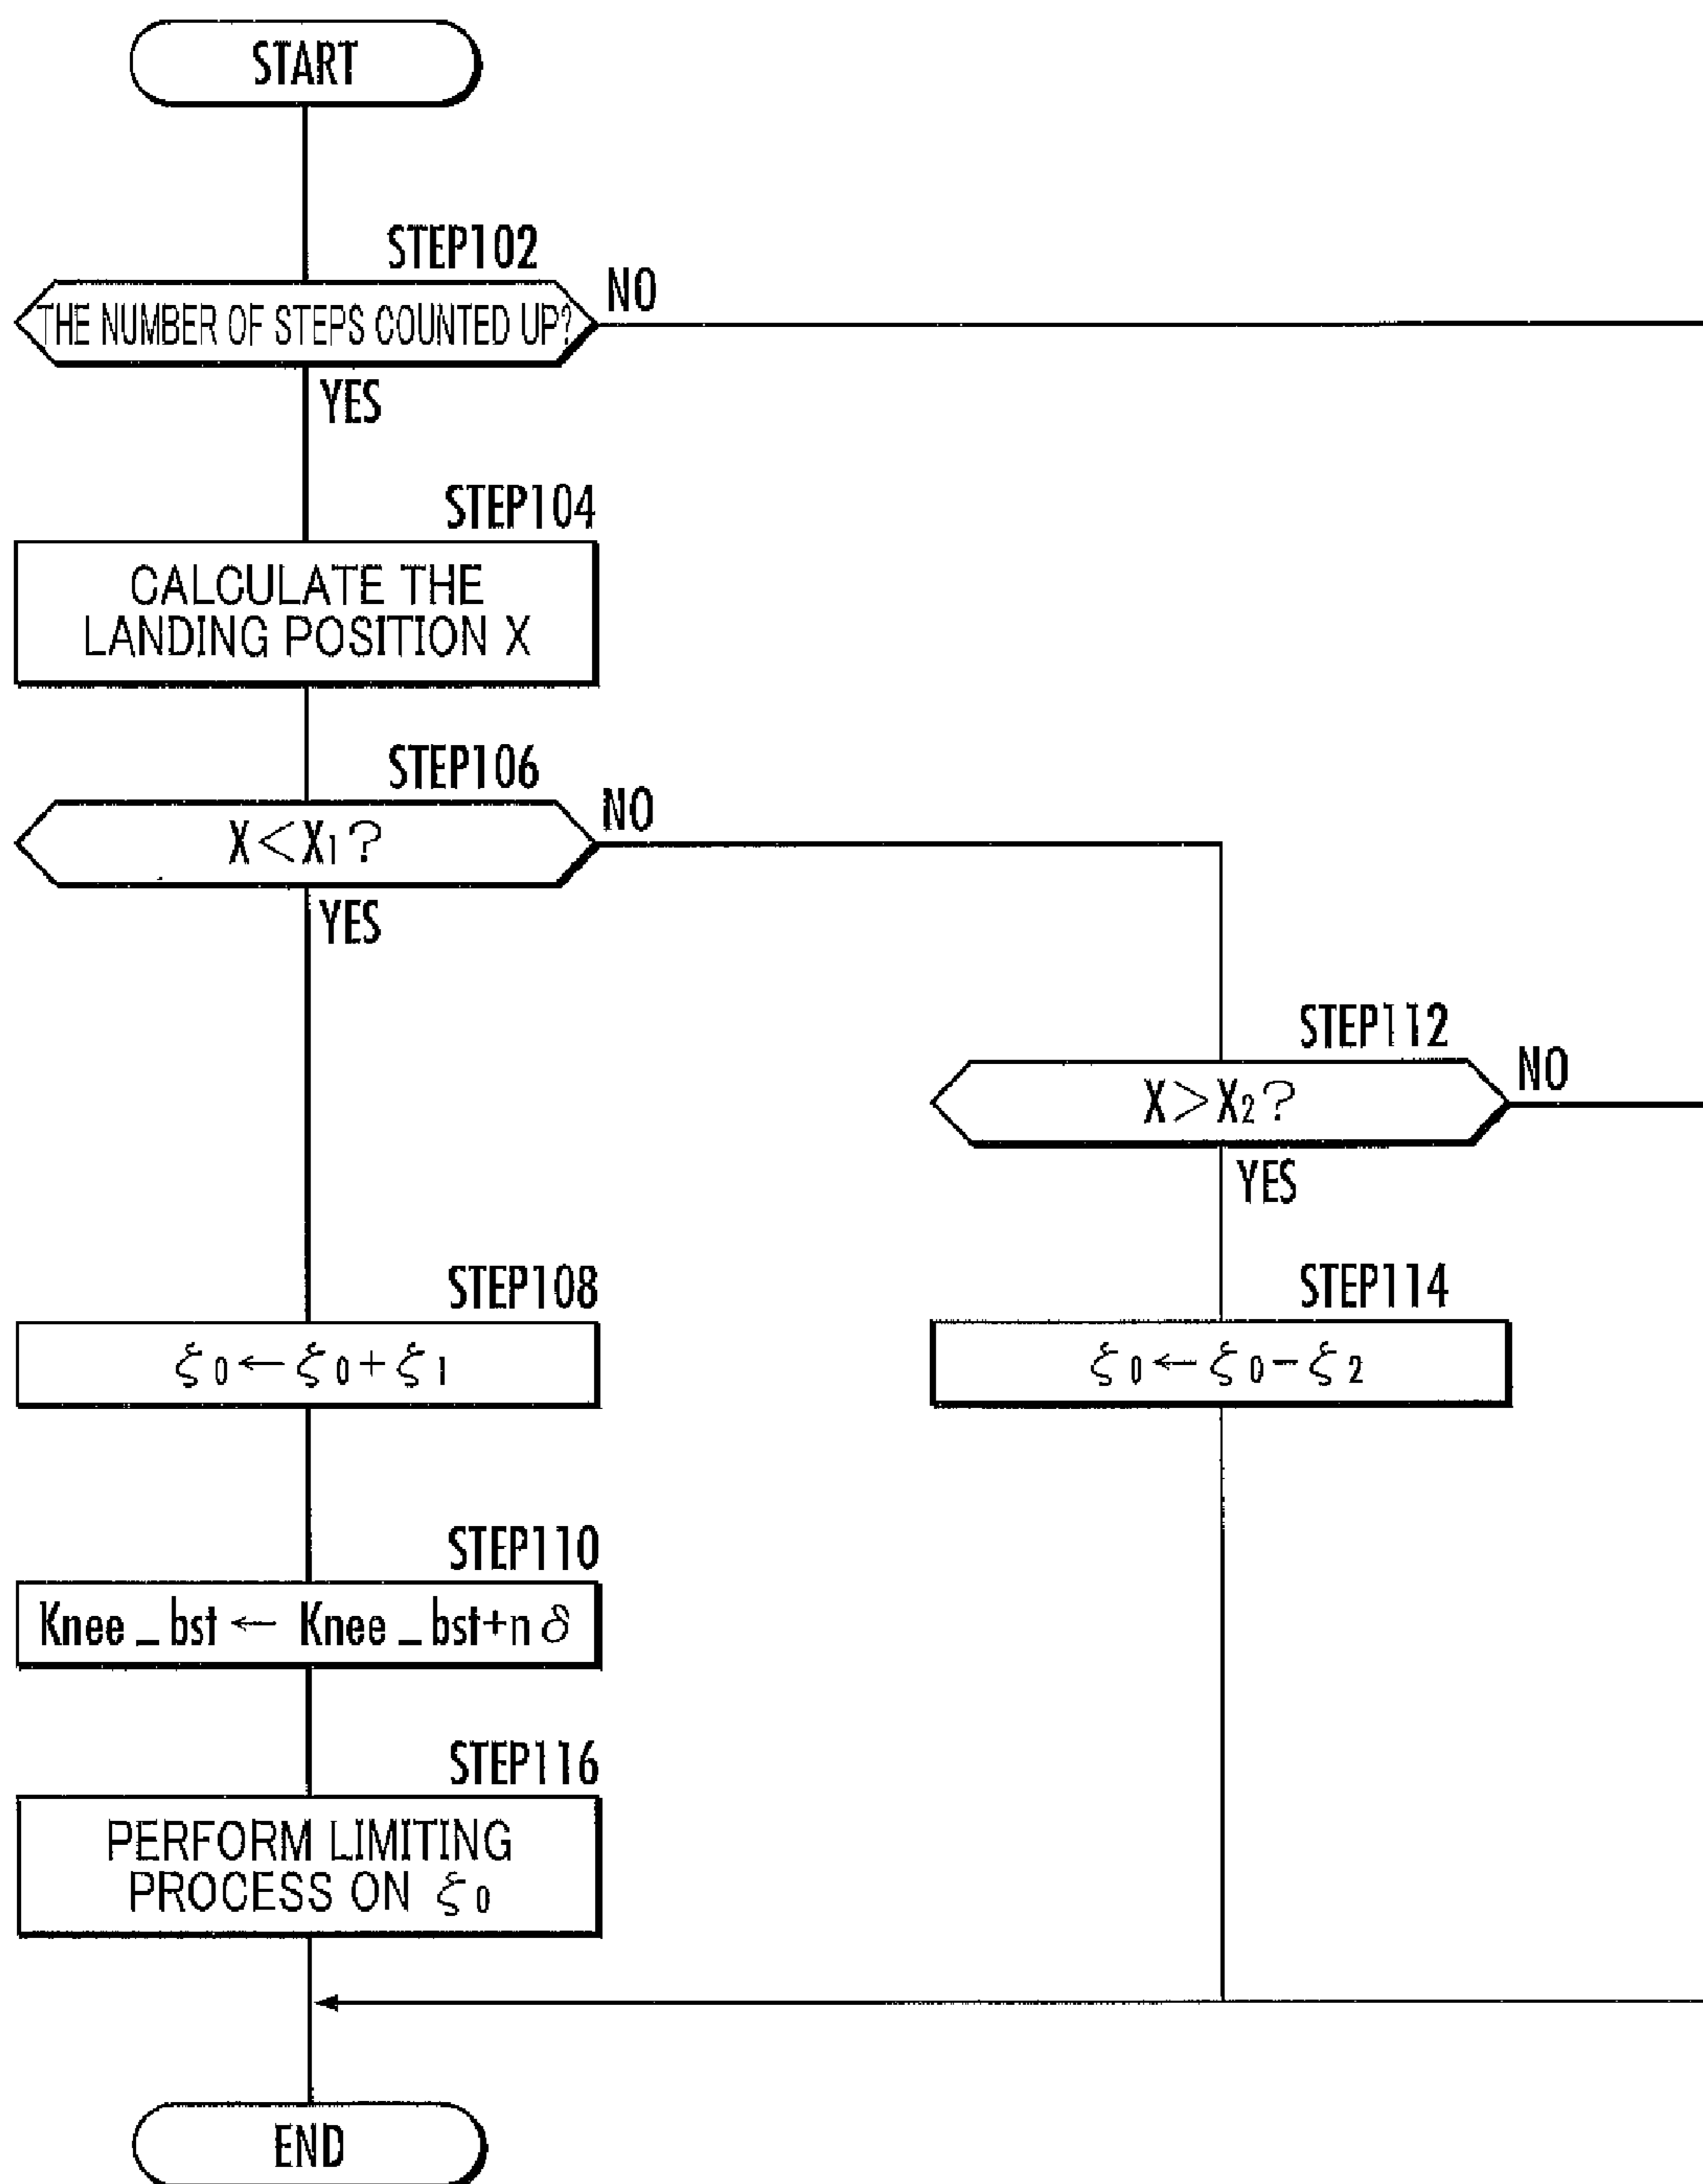 START
STEP102
THE NUMBER OF STEPS COUNTED UP?
NO
YES
STEP104
CALCULATE THE
LANDING POSITION X
STEP106
X<X₁?
NO
YES
STEP112
X>X₂?
NO
YES
STEP108
ξ₀←ξ₀+ξ₁
STEP114
ξ₀←ξ₀−ξ₂
STEP110
Knee_bst ← Knee_bst+nδ
STEP116
PERFORM LIMITING
PROCESS ON ξ₀
END